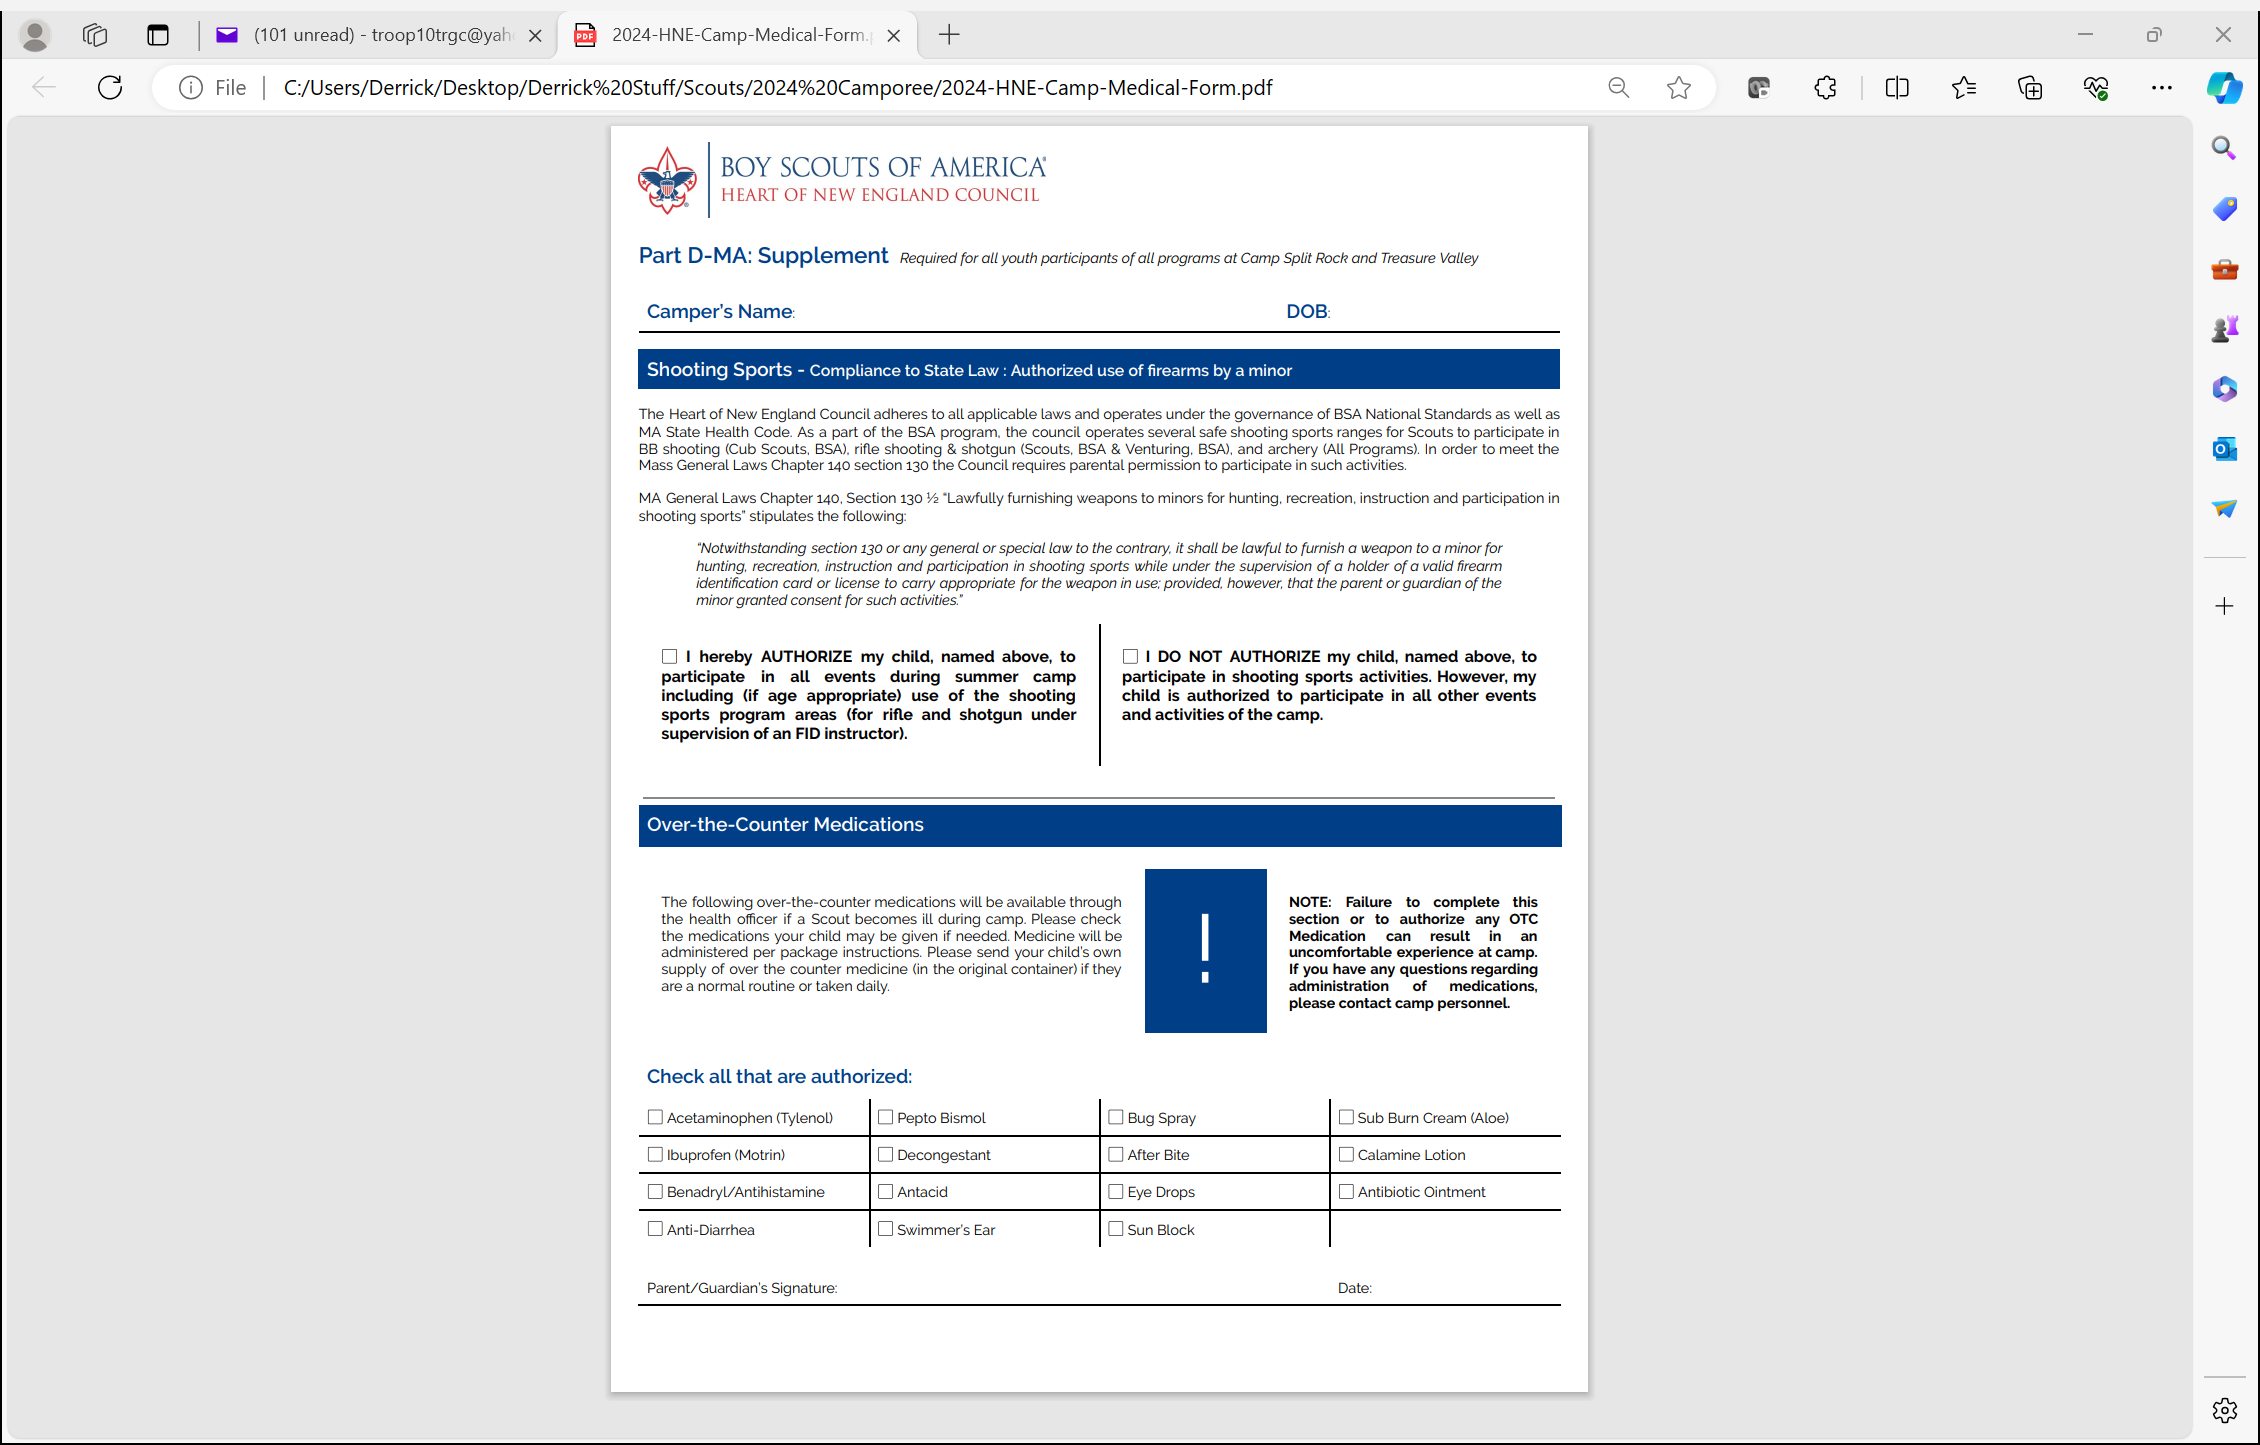 (101 unread) - troop10trgc@yah
2024-HNE-Camp-Medical-Form.p
File
C:/Users/Derrick/Desktop/Derrick%20Stuff/Scouts/2024%20Camporee/2024-HNE-Camp-Medical-Form.pdf
BOY SCOUTS OF AMERICA®
HEART OF NEW ENGLAND COUNCIL
Part D-MA: Supplement Required for all youth participants of all programs at Camp Split Rock and Treasure Valley
Camper's Name: DOB:
Shooting Sports - Compliance to State Law : Authorized use of firearms by a minor
The Heart of New England Council adheres to all applicable laws and operates under the governance of BSA National Standards as well as
MA State Health Code. As a part of the BSA program, the council operates several safe shooting sports ranges for Scouts to participate in
BB shooting (Cub Scouts, BSA), rifle shooting & shotgun (Scouts, BSA & Venturing, BSA), and archery (All Programs). In order to meet the
Mass General Laws Chapter 140 section 130 the Council requires parental permission to participate in such activities.
MA General Laws Chapter 140, Section 130 ½ "Lawfully furnishing weapons to minors for hunting, recreation, instruction and participation in
shooting sports" stipulates the following:
"Notwithstanding section 130 or any general or special law to the contrary, it shall be lawful to furnish a weapon to a minor for
hunting, recreation, instruction and participation in shooting sports while under the supervision of a holder of a valid firearm
identification card or license to carry appropriate for the weapon in use; provided, however, that the parent or guardian of the
minor granted consent for such activities."
I hereby AUTHORIZE my child, named above, to
participate in all events during summer camp
including (if age appropriate) use of the shooting
sports program areas (for rifle and shotgun under
supervision of an FID instructor).
I DO NOT AUTHORIZE my child, named above, to
participate in shooting sports activities. However, my
child is authorized to participate in all other events
and activities of the camp.
Over-the-Counter Medications
The following over-the-counter medications will be available through
the health officer if a Scout becomes ill during camp. Please check
the medications your child may be given if needed. Medicine will be
administered per package instructions. Please send your child's own
supply of over the counter medicine (in the original container) if they
are a normal routine or taken daily.
!
NOTE: Failure to complete this
section or to authorize any OTC
Medication can result in an
uncomfortable experience at camp.
If you have any questions regarding
administration of medications,
please contact camp personnel.
Check all that are authorized:
Acetaminophen (Tylenol) Pepto Bismol Bug Spray Sub Burn Cream (Aloe)
Ibuprofen (Motrin) Decongestant After Bite Calamine Lotion
Benadryl/Antihistamine Antacid Eye Drops Antibiotic Ointment
Anti-Diarrhea Swimmer's Ear Sun Block
Parent/Guardian's Signature: Date: